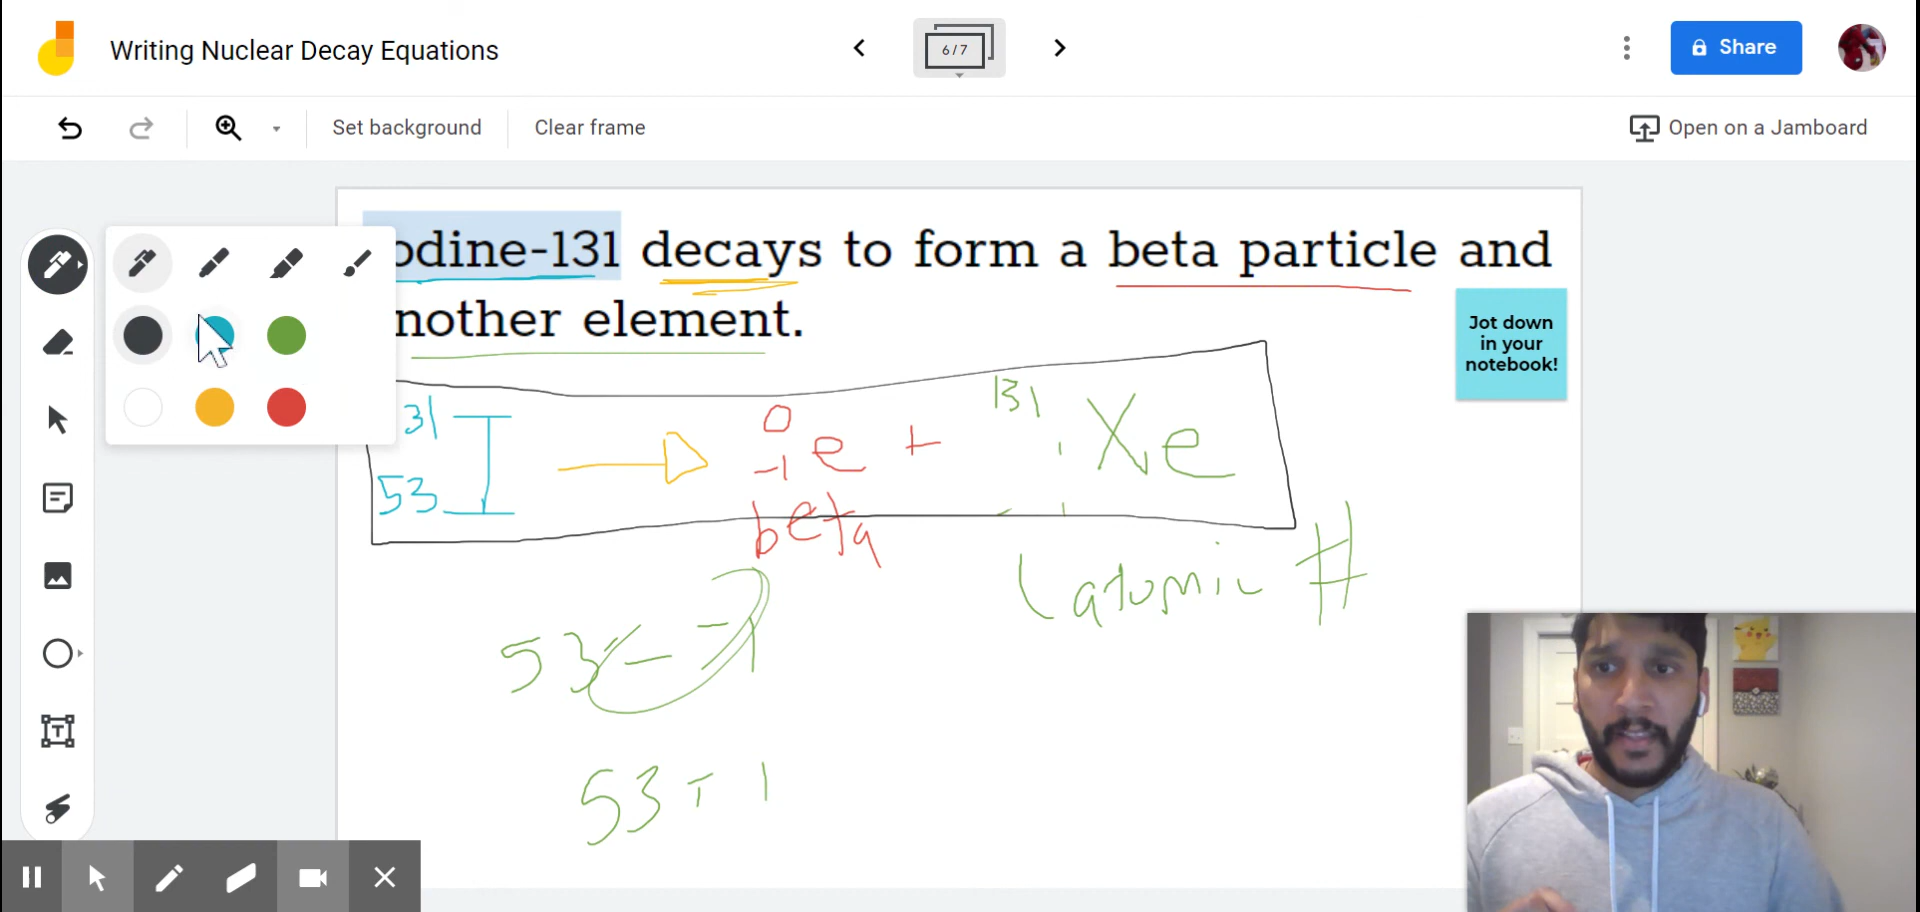 Writing Nuclear Decay Equations
6/7
Share
Set background
Clear frame
Open on a Jamboard
odine-131 decays to form a beta particle and
nother element.
Jot down
in your
notebook!
31
53
I
0
-1
e
+
131
Xe
beta
(atomic #
53 - -1
53 + 1